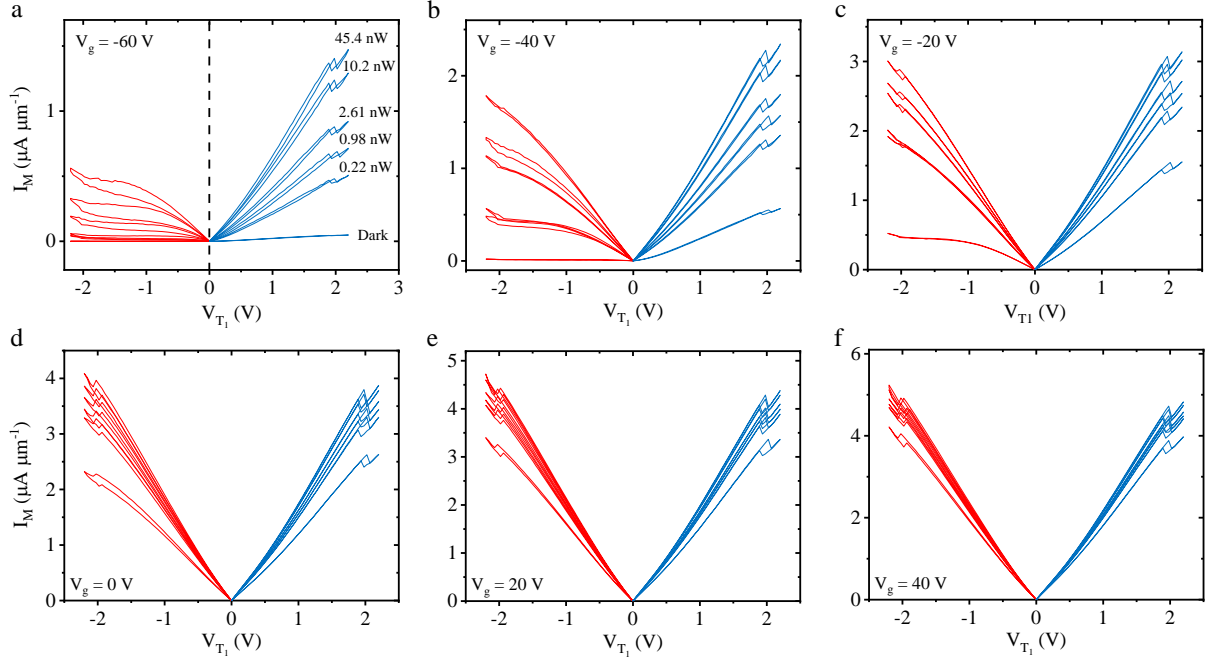 a
V_g = -60 V
45.4 nW
10.2 nW
2.61 nW
0.98 nW
0.22 nW
Dark
I_M (µA µm⁻¹)
1
0
-2 -1 0 1 2 3
V_T₁ (V)
b
V_g = -40 V
2
1
0
-2 -1 0 1 2
V_T₁ (V)
c
V_g = -20 V
3
2
1
0
-2 -1 0 1 2
V_T1 (V)
d
I_M (µA µm⁻¹)
4
3
2
1
0
V_g = 0 V
-2 -1 0 1 2
V_T₁ (V)
e
5
4
3
2
1
0
V_g = 20 V
-2 -1 0 1 2
V_T₁ (V)
f
6
4
2
0
V_g = 40 V
-2 -1 0 1 2
V_T₁ (V)